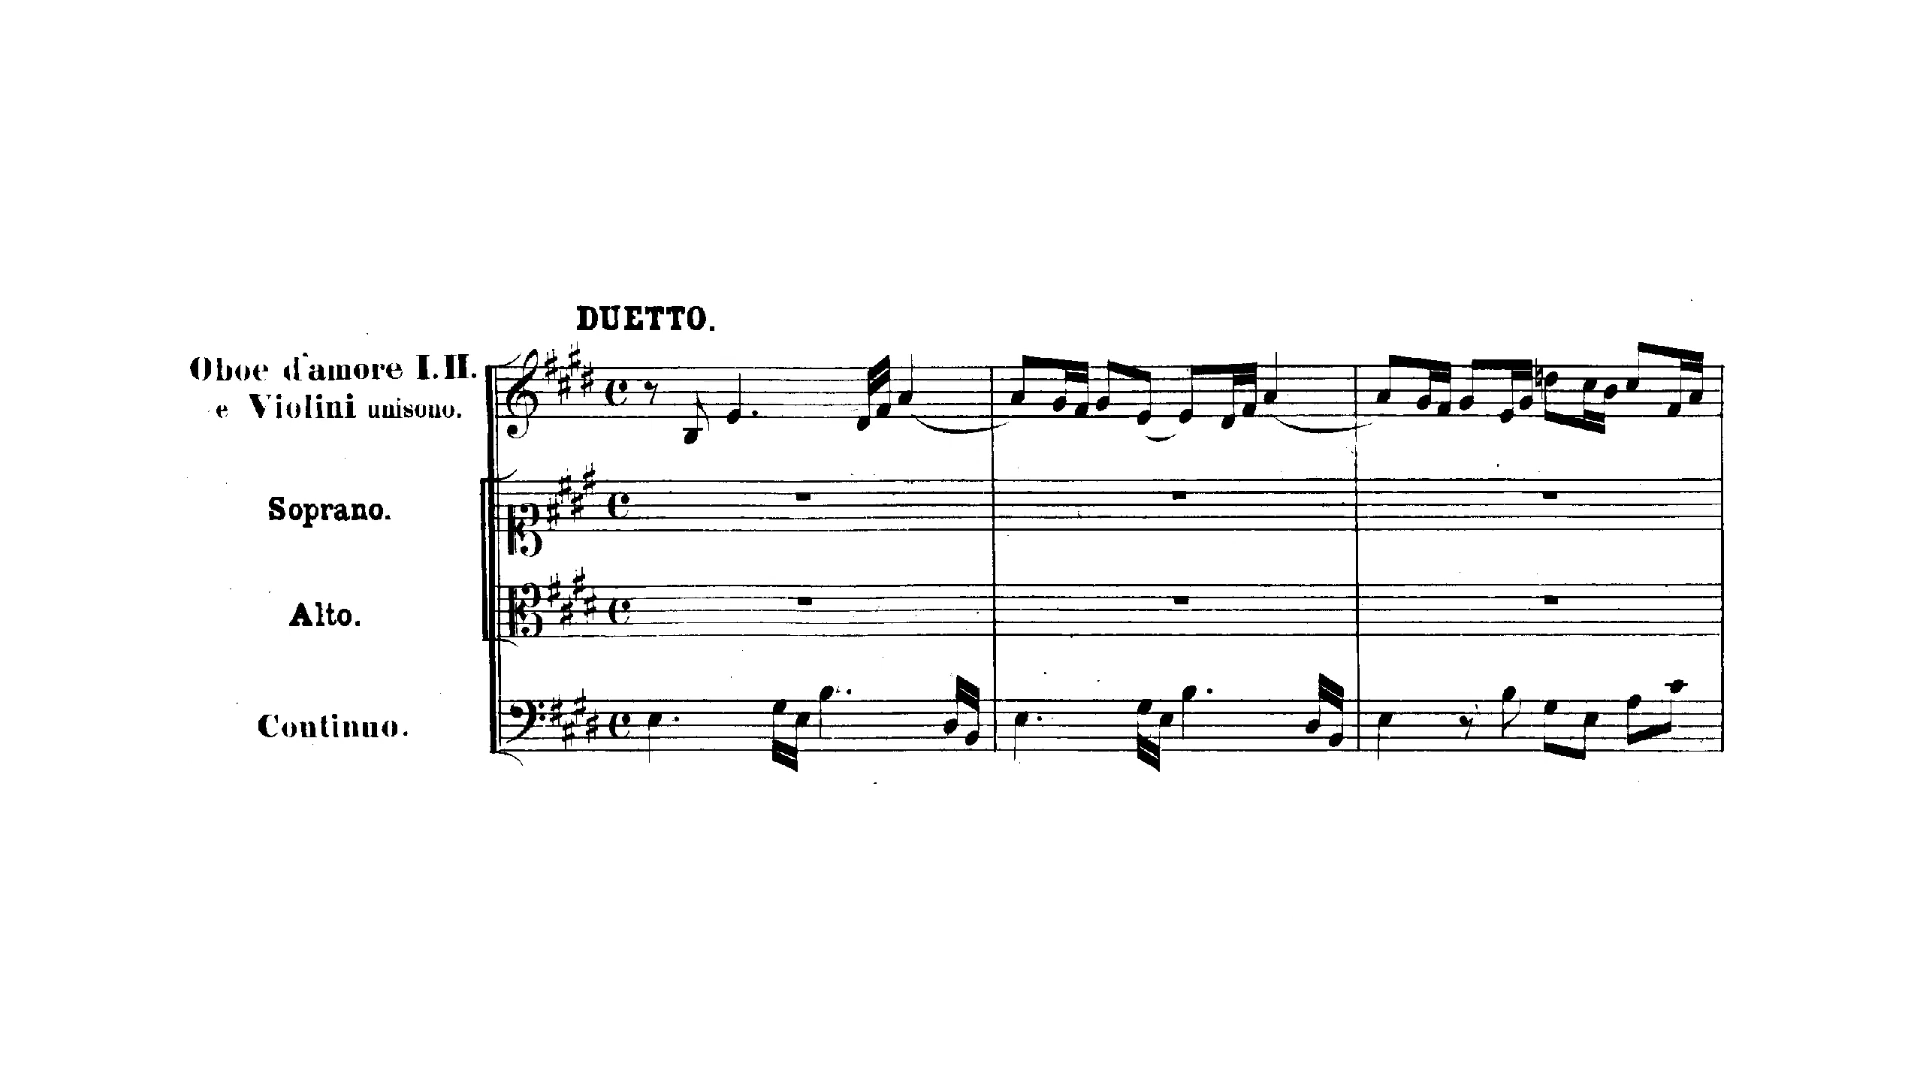 DUETTO.
Oboe d'amore I. II.
e Violini unisono.
Soprano.
Alto.
Continuo.